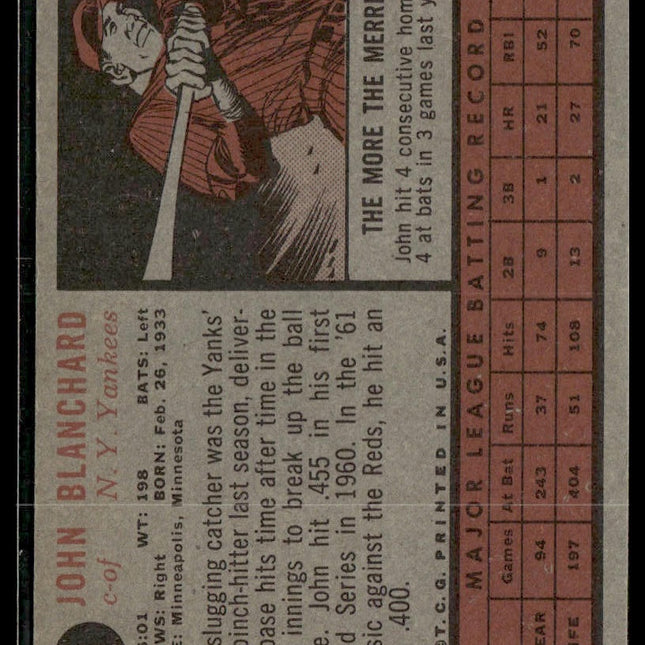 JOHN BLANCHARD
c-of N. Y. Yankees
6:01 WT: 198 BATS: Left
WS: Right BORN: Feb. 26, 1933
E: Minneapolis, Minnesota
slugging catcher was the Yanks'
pinch-hitter last season, deliver-
base hits time after time in the
innings to break up the ball
e. John hit .455 in his first
d Series in 1960. In the '61
sic against the Reds, he hit an
.400.
T. C. G. PRINTED IN U.S.A.
THE MORE THE MERRI
John hit 4 consecutive home
4 at bats in 3 games last y
MAJOR LEAGUE BATTING RECORD
Games At Bat Runs Hits 2B 3B HR RBI
EAR 94 243 37 74 9 1 21 52
IFE 197 404 51 108 13 2 27 70